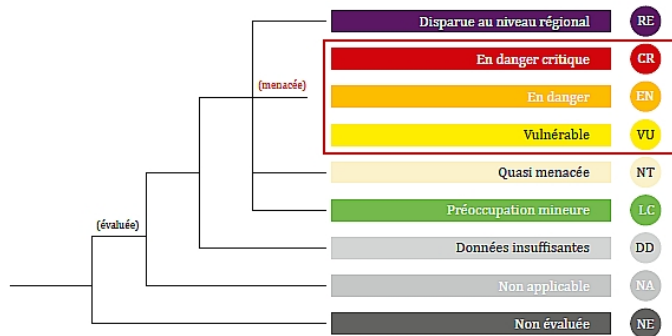 Disparue au niveau régional RE
En danger critique CR
(menacée)
En danger EN
Vulnérable VU
Quasi menacée NT
Préoccupation mineure LC
(évaluée)
Données insuffisantes DD
Non applicable NA
Non évaluée NE